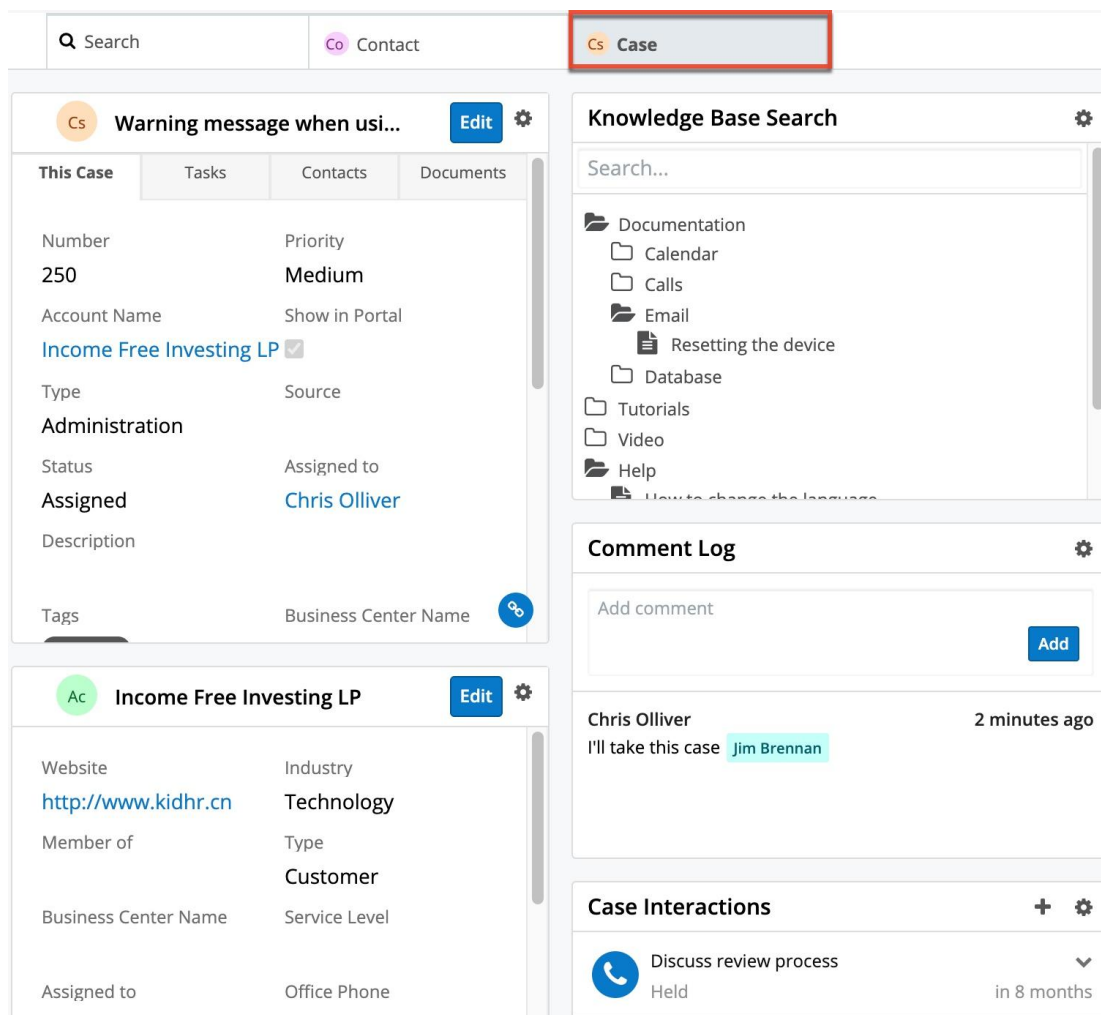 Search
Co Contact
Cs Case
Cs Warning message when usi... Edit
This Case Tasks Contacts Documents
Number Priority
250 Medium
Account Name Show in Portal
Income Free Investing LP
Type Source
Administration
Status Assigned to
Assigned Chris Olliver
Description
Tags Business Center Name
Ac Income Free Investing LP Edit
Website Industry
http://www.kidhr.cn Technology
Member of Type
Customer
Business Center Name Service Level
Assigned to Office Phone
Knowledge Base Search
Search...
Documentation
Calendar
Calls
Email
Resetting the device
Database
Tutorials
Video
Help
How to change the language
Comment Log
Add comment
Add
Chris Olliver 2 minutes ago
I'll take this case Jim Brennan
Case Interactions
Discuss review process
Held in 8 months